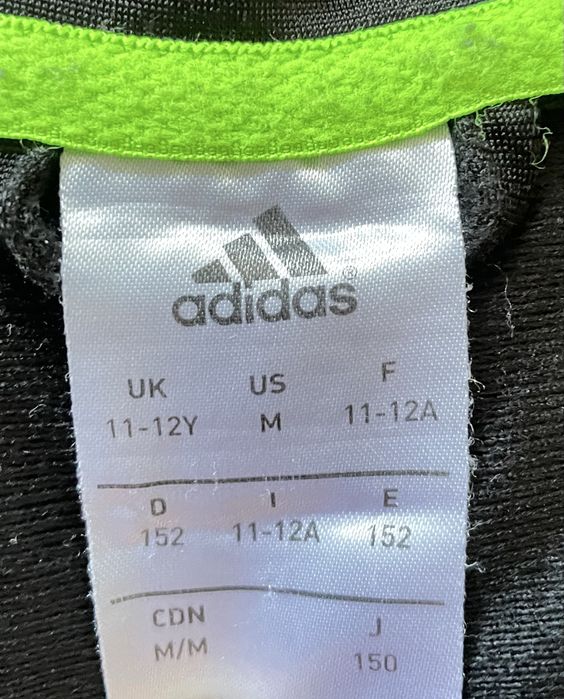 adidas®
UK US F
11-12Y M 11-12A
D I E
152 11-12A 152
CDN J
M/M 150